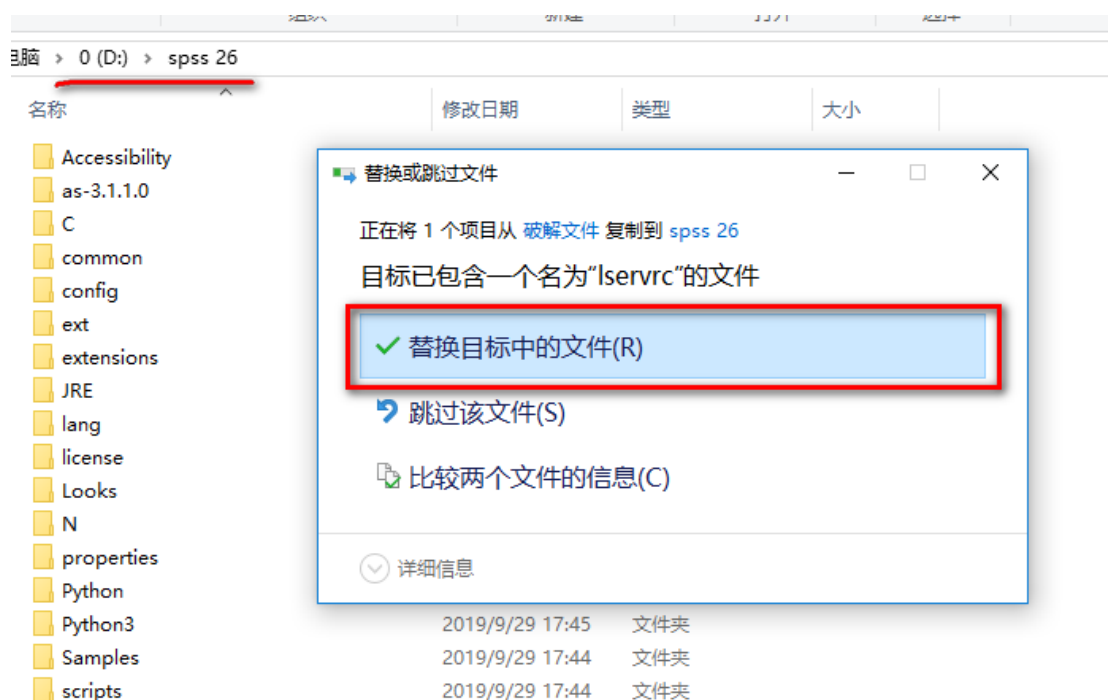 电脑 > 0 (D:) > spss 26
名称 修改日期 类型 大小
Accessibility
as-3.1.1.0
C
common
config
ext
extensions
JRE
lang
license
Looks
N
properties
Python
Python3 2019/9/29 17:45 文件夹
Samples 2019/9/29 17:44 文件夹
scripts 2019/9/29 17:44 文件夹
替换或跳过文件
正在将 1 个项目从 破解文件 复制到 spss 26
目标已包含一个名为“lservrc”的文件
替换目标中的文件(R)
跳过该文件(S)
比较两个文件的信息(C)
详细信息